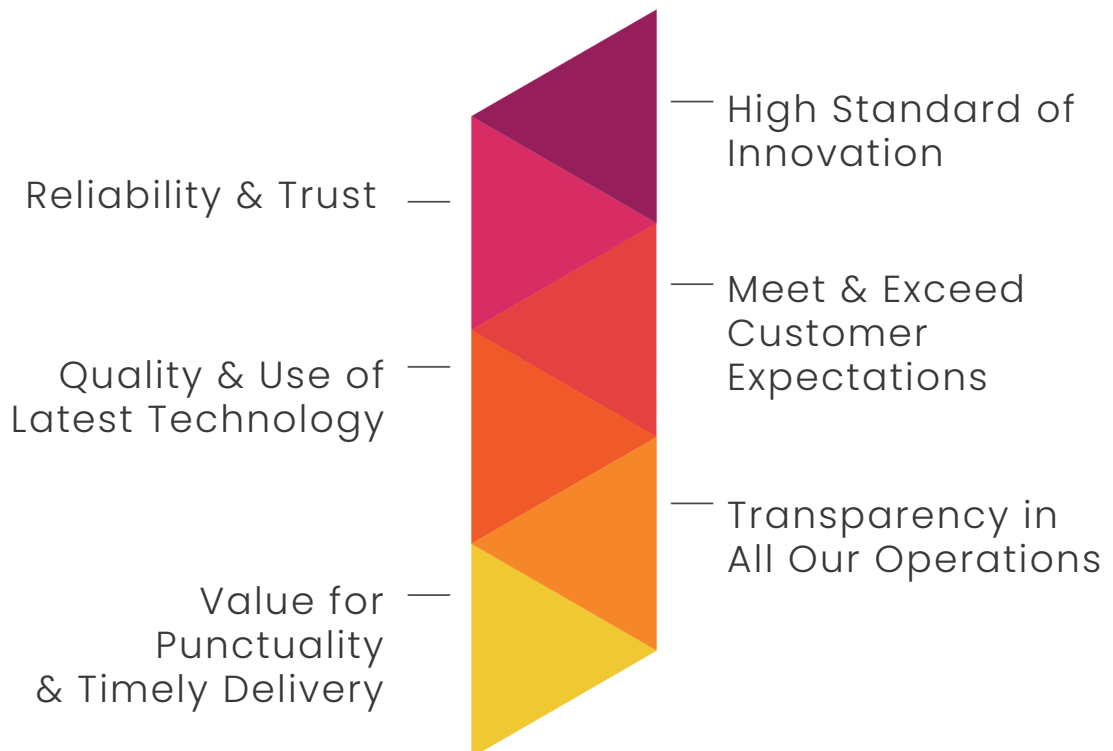 High Standard of
Innovation
Reliability & Trust
Meet & Exceed
Customer
Expectations
Quality & Use of
Latest Technology
Transparency in
All Our Operations
Value for
Punctuality
& Timely Delivery